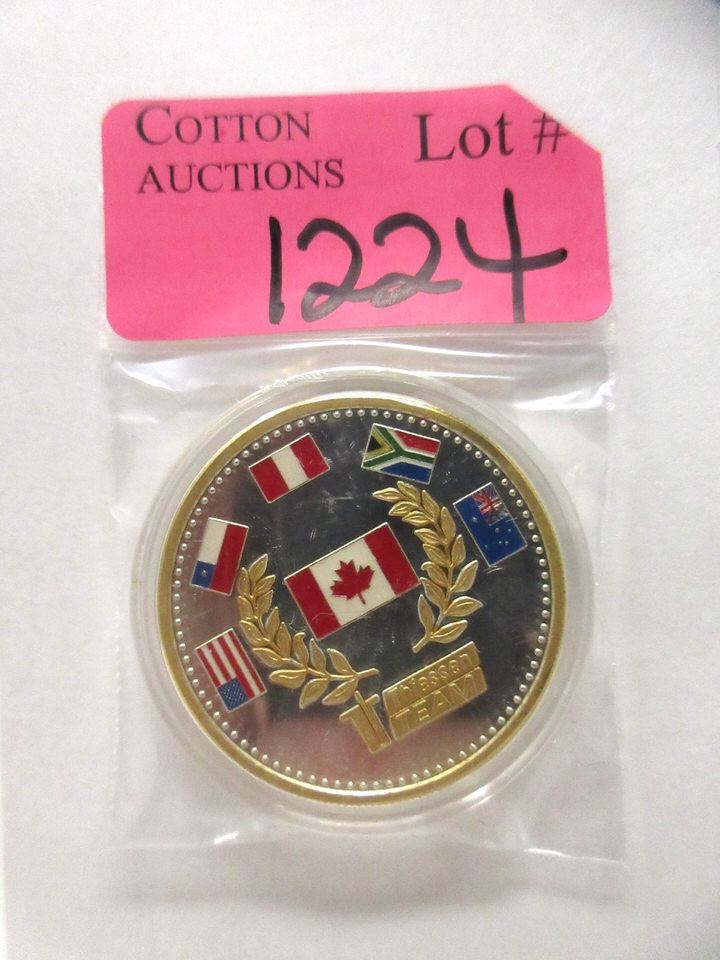 COTTON
AUCTIONS
Lot #
1224
Thiessen
TEAM